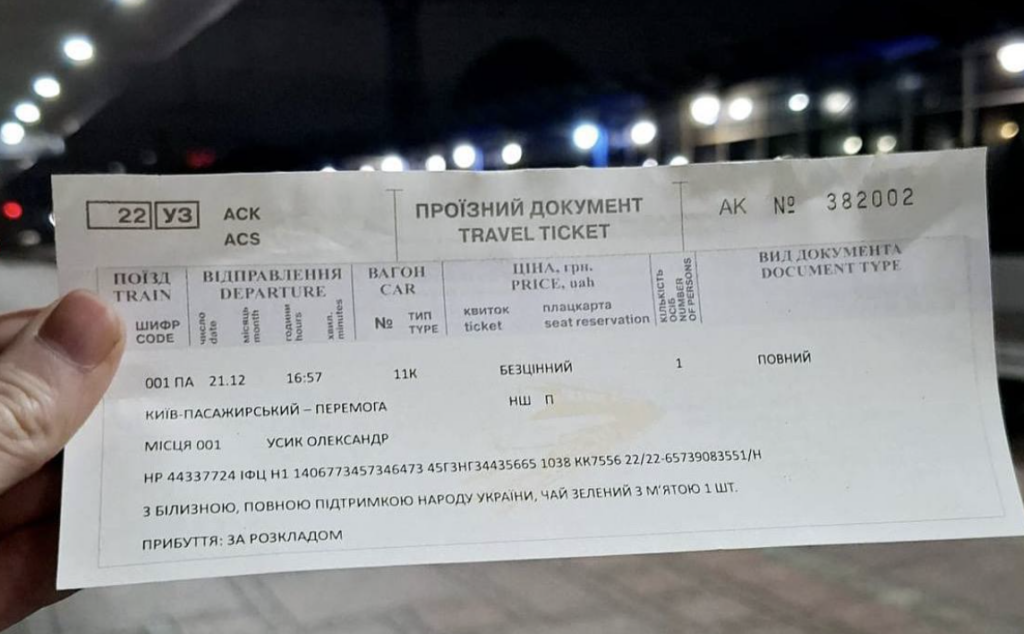 22 УЗ АСК
ACS
ПРОЇЗНИЙ ДОКУМЕНТ
TRAVEL TICKET
АК № 382002
ПОЇЗД
TRAIN
ШИФР
CODE
ВІДПРАВЛЕННЯ
DEPARTURE
число
date
місяць
month
години
hours
хвил.
minutes
ВАГОН
CAR
№ ТИП
TYPE
ЦІНА, грн.
PRICE, uah
квиток
ticket
плацкарта
seat reservation
КІЛЬКІСТЬ
ОСІБ
NUMBER
OF PERSONS
ВИД ДОКУМЕНТА
DOCUMENT TYPE
001 ПА 21.12 16:57 11К БЕЗЦІННИЙ 1 ПОВНИЙ
КИЇВ-ПАСАЖИРСЬКИЙ – ПЕРЕМОГА НШ П
МІСЦЯ 001 УСИК ОЛЕКСАНДР
НР 44337724 ІФЦ Н1 1406773457346473 45ГЗНГ34435665 1038 КК7556 22/22-65739083551/Н
З БІЛИЗНОЮ, ПОВНОЮ ПІДТРИМКОЮ НАРОДУ УКРАЇНИ, ЧАЙ ЗЕЛЕНИЙ З М'ЯТОЮ 1 ШТ.
ПРИБУТТЯ: ЗА РОЗКЛАДОМ